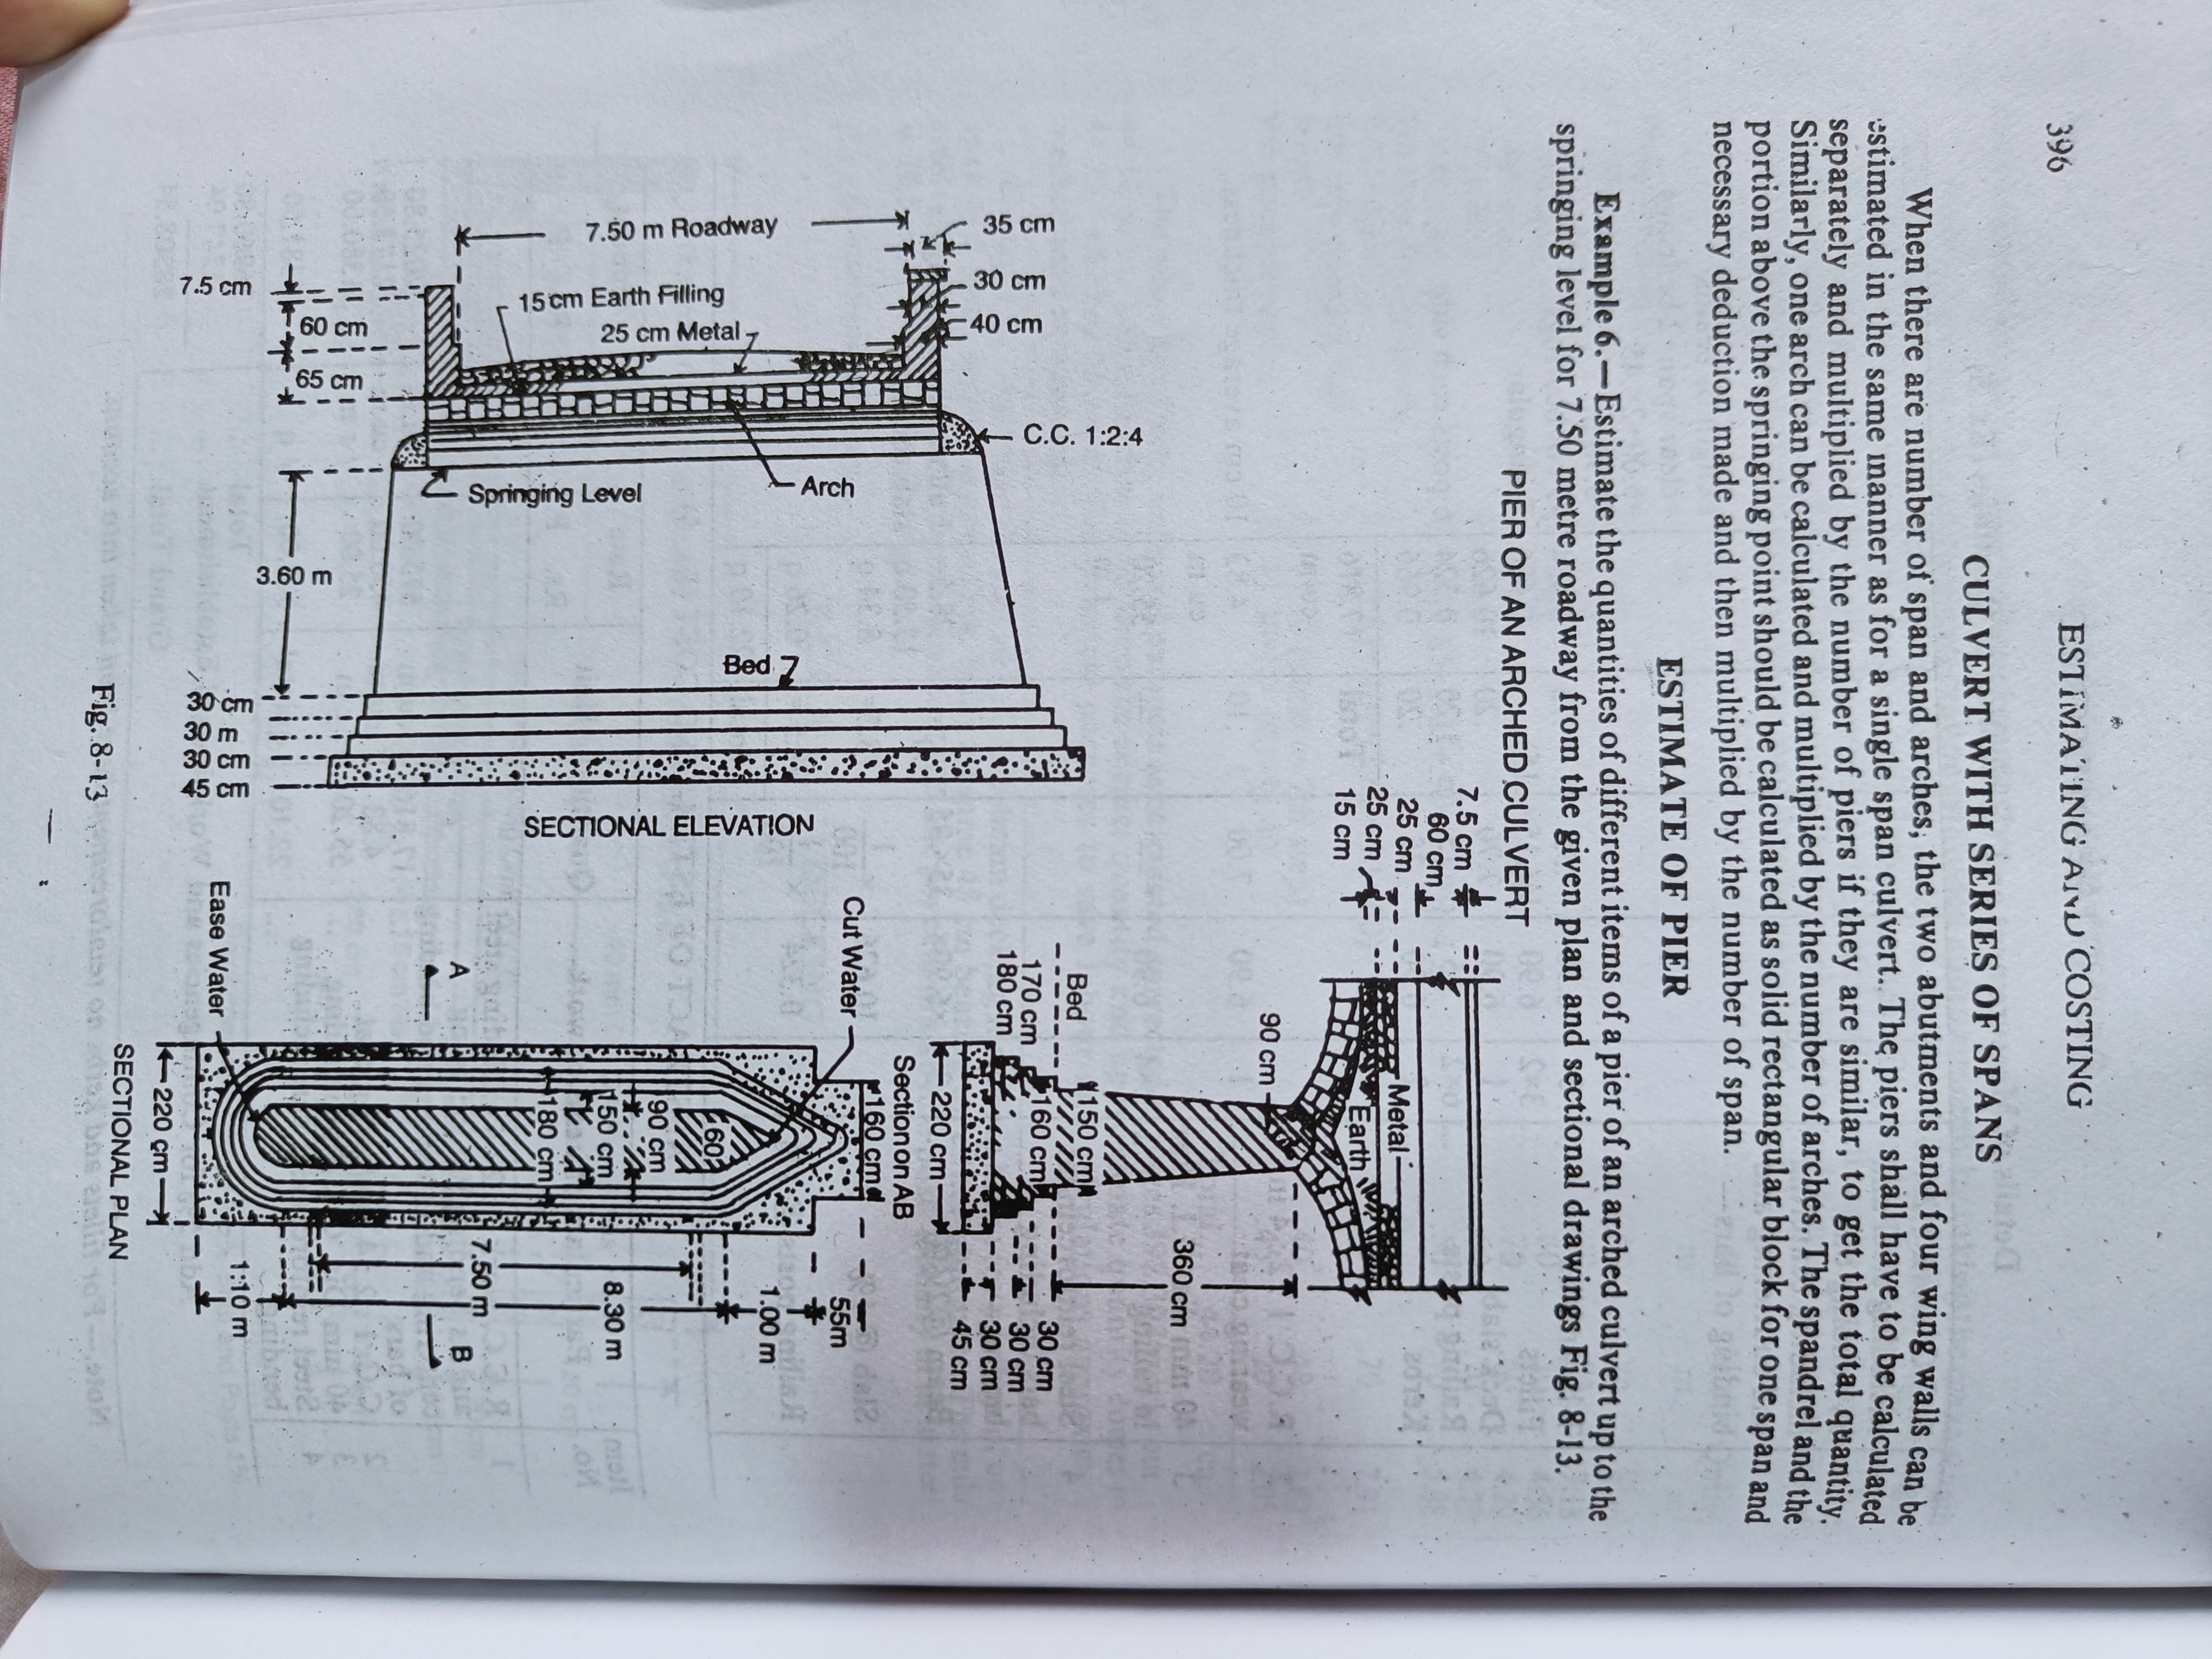 396
ESTIMATING AND COSTING
CULVERT WITH SERIES OF SPANS
When there are number of span and arches, the two abutments and four wing walls can be
estimated in the same manner as for a single span culvert. The piers shall have to be calculated
separately and multiplied by the number of piers if they are similar, to get the total quantity.
Similarly, one arch can be calculated and multiplied by the number of arches. The spandrel and the
portion above the springing point should be calculated as solid rectangular block for one span and
necessary deduction made and then multiplied by the number of span.
ESTIMATE OF PIER
Example 6.—Estimate the quantities of different items of a pier of an arched culvert up to the
springing level for 7.50 metre roadway from the given plan and sectional drawings Fig. 8-13.
PIER OF AN ARCHED CULVERT
7.50 m Roadway
35 cm
30 cm
40 cm
15 cm Earth Filling
25 cm Metal
7.5 cm
60 cm
65 cm
C.C. 1:2:4
Arch
Springing Level
3.60 m
Bed
30 cm
30 m
30 cm
45 cm
SECTIONAL ELEVATION
7.5 cm
60 cm
25 cm
25 cm
15 cm
Metal
Earth
90 cm
360 cm
Bed
150 cm
160 cm
170 cm
180 cm
220 cm
30 cm
30 cm
30 cm
45 cm
Section on AB
Cut Water
160 cm
55m
60°
90 cm
150 cm
180 cm
1.00 m
8.30 m
7.50 m
1:10 m
A
B
Ease Water
220 cm
SECTIONAL PLAN
Fig. 8-13